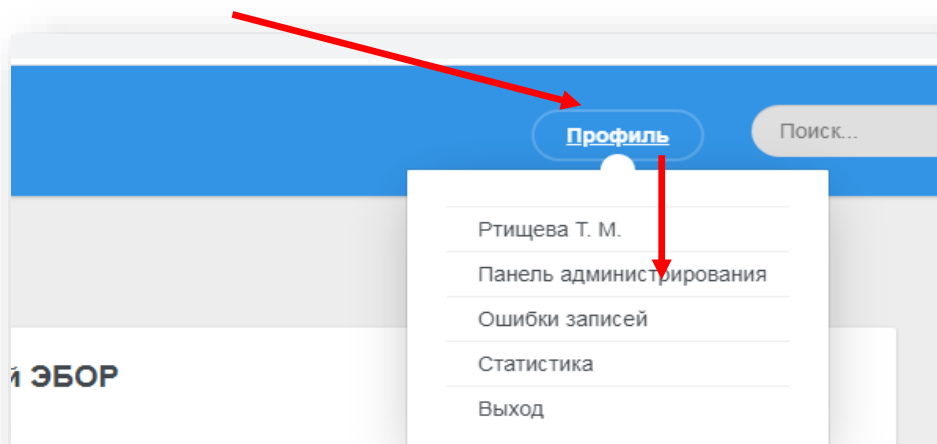 Профиль
Поиск...
Ртищева Т. М.
Панель администрирования
Ошибки записей
Статистика
Выход
й ЭБОР